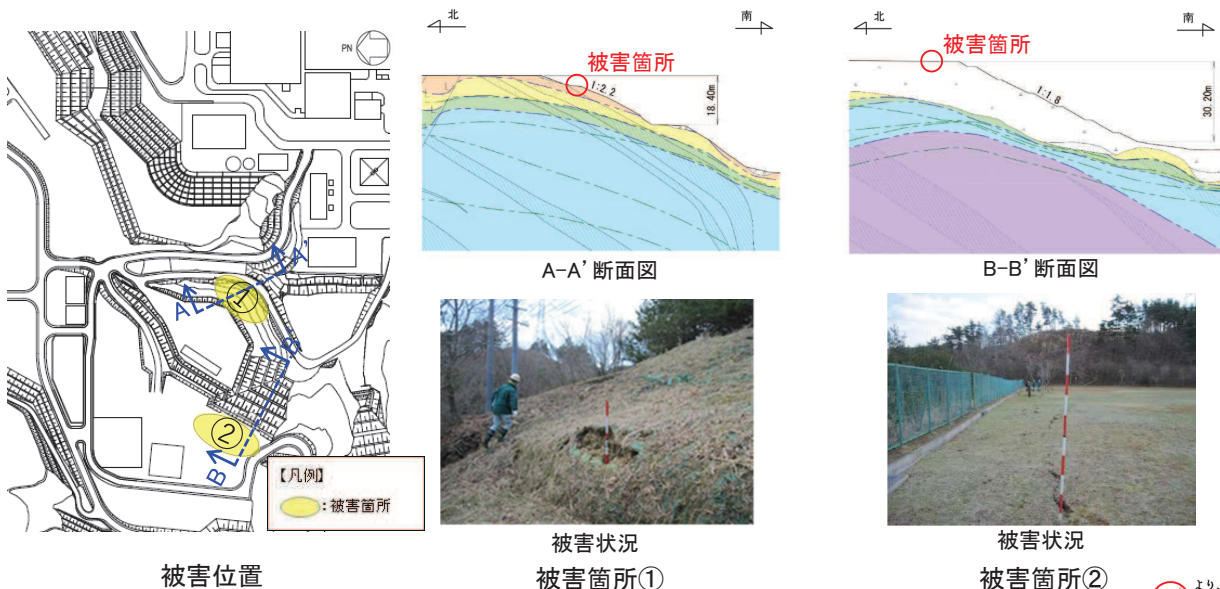 PN
A
A'
①
B'
②
B
【凡例】
:被害箇所
被害位置
北
南
被害箇所
1:2.2
18.40m
A-A'断面図
被害状況
被害箇所①
北
南
被害箇所
1:1.8
30.20m
B-B'断面図
被害状況
被害箇所②
より、